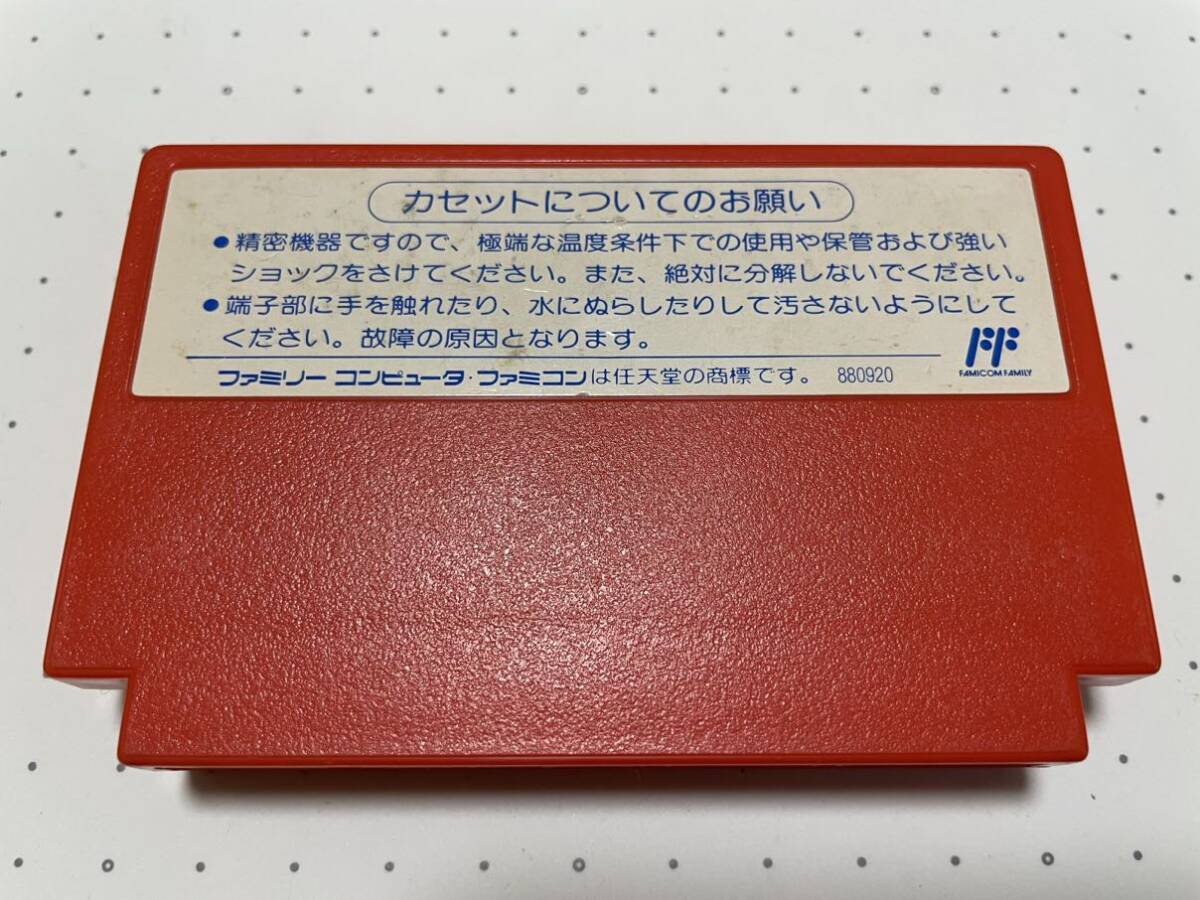 カセットについてのお願い
●精密機器ですので、極端な温度条件下での使用や保管および強い
ショックをさけてください。また、絶対に分解しないでください。
●端子部に手を触れたり、水にぬらしたりして汚さないようにして
ください。故障の原因となります。
FAMICOM FAMILY
ファミリー コンピュータ・ファミコンは任天堂の商標です。 880920